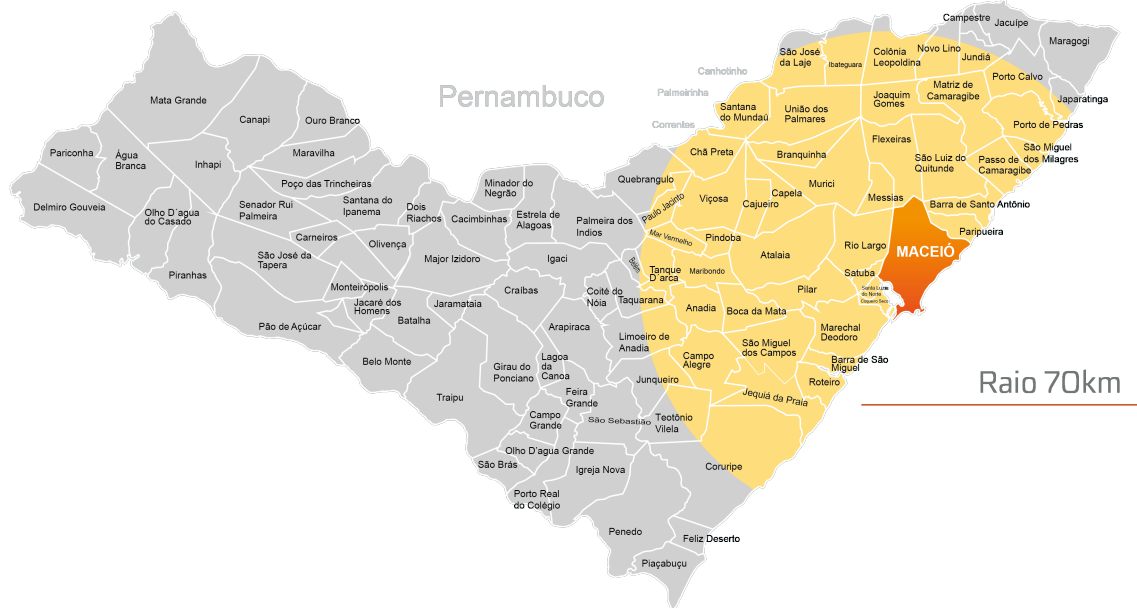 Campestre
Jacuípe
Maragogi
São José
da Laje
Ibateguara
Colônia
Leopoldina
Novo Lino
Jundiá
Porto Calvo
Japaratinga
Canhotinho
Palmeirinha
Correntes
Pernambuco
Santana
do Mundaú
União dos
Palmares
Joaquim
Gomes
Matriz de
Camaragibe
Porto de Pedras
São Miguel
dos Milagres
Passo de
Camaragibe
São Luiz do
Quitunde
Flexeiras
Branquinha
Chã Preta
Mata Grande
Canapi
Ouro Branco
Pariconha
Água
Branca
Inhapi
Maravilha
Poço das Trincheiras
Delmiro Gouveia
Olho D´agua
do Casado
Senador Rui
Palmeira
Santana do
Ipanema
Dois
Riachos
Cacimbinhas
Minador do
Negrão
Estrela de
Alagoas
Palmeira dos
Indios
Quebrangulo
Paulo Jacinto
Viçosa
Cajueiro
Capela
Murici
Messias
Barra de Santo Antônio
Paripueira
Carneiros
Olivença
Mar Vermelho
Pindoba
Atalaia
Rio Largo
MACEIÓ
São José da
Tapera
Major Izidoro
Igaci
Belém
Tanque
D´arca
Maribondo
Satuba
Piranhas
Monteirópolis
Craíbas
Coité do
Nóia
Taquarana
Pilar
Santa Luzia
do Norte
Coqueiro Seco
Jacaré dos
Homens
Jaramataia
Anadia
Boca da Mata
Pão de Açúcar
Batalha
Arapiraca
Limoeiro de
Anadia
Marechal
Deodoro
São Miguel
dos Campos
Belo Monte
Girau do
Ponciano
Lagoa
da
Canoa
Campo
Alegre
Barra de São
Miguel
Junqueiro
Roteiro
Raio 70km
Traipu
Feira
Grande
Jequiá da Praia
Campo
Grande
São Sebastião
Teotônio
Vilela
Olho D´agua Grande
São Brás
Igreja Nova
Coruripe
Porto Real
do Colégio
Penedo
Feliz Deserto
Piaçabuçu